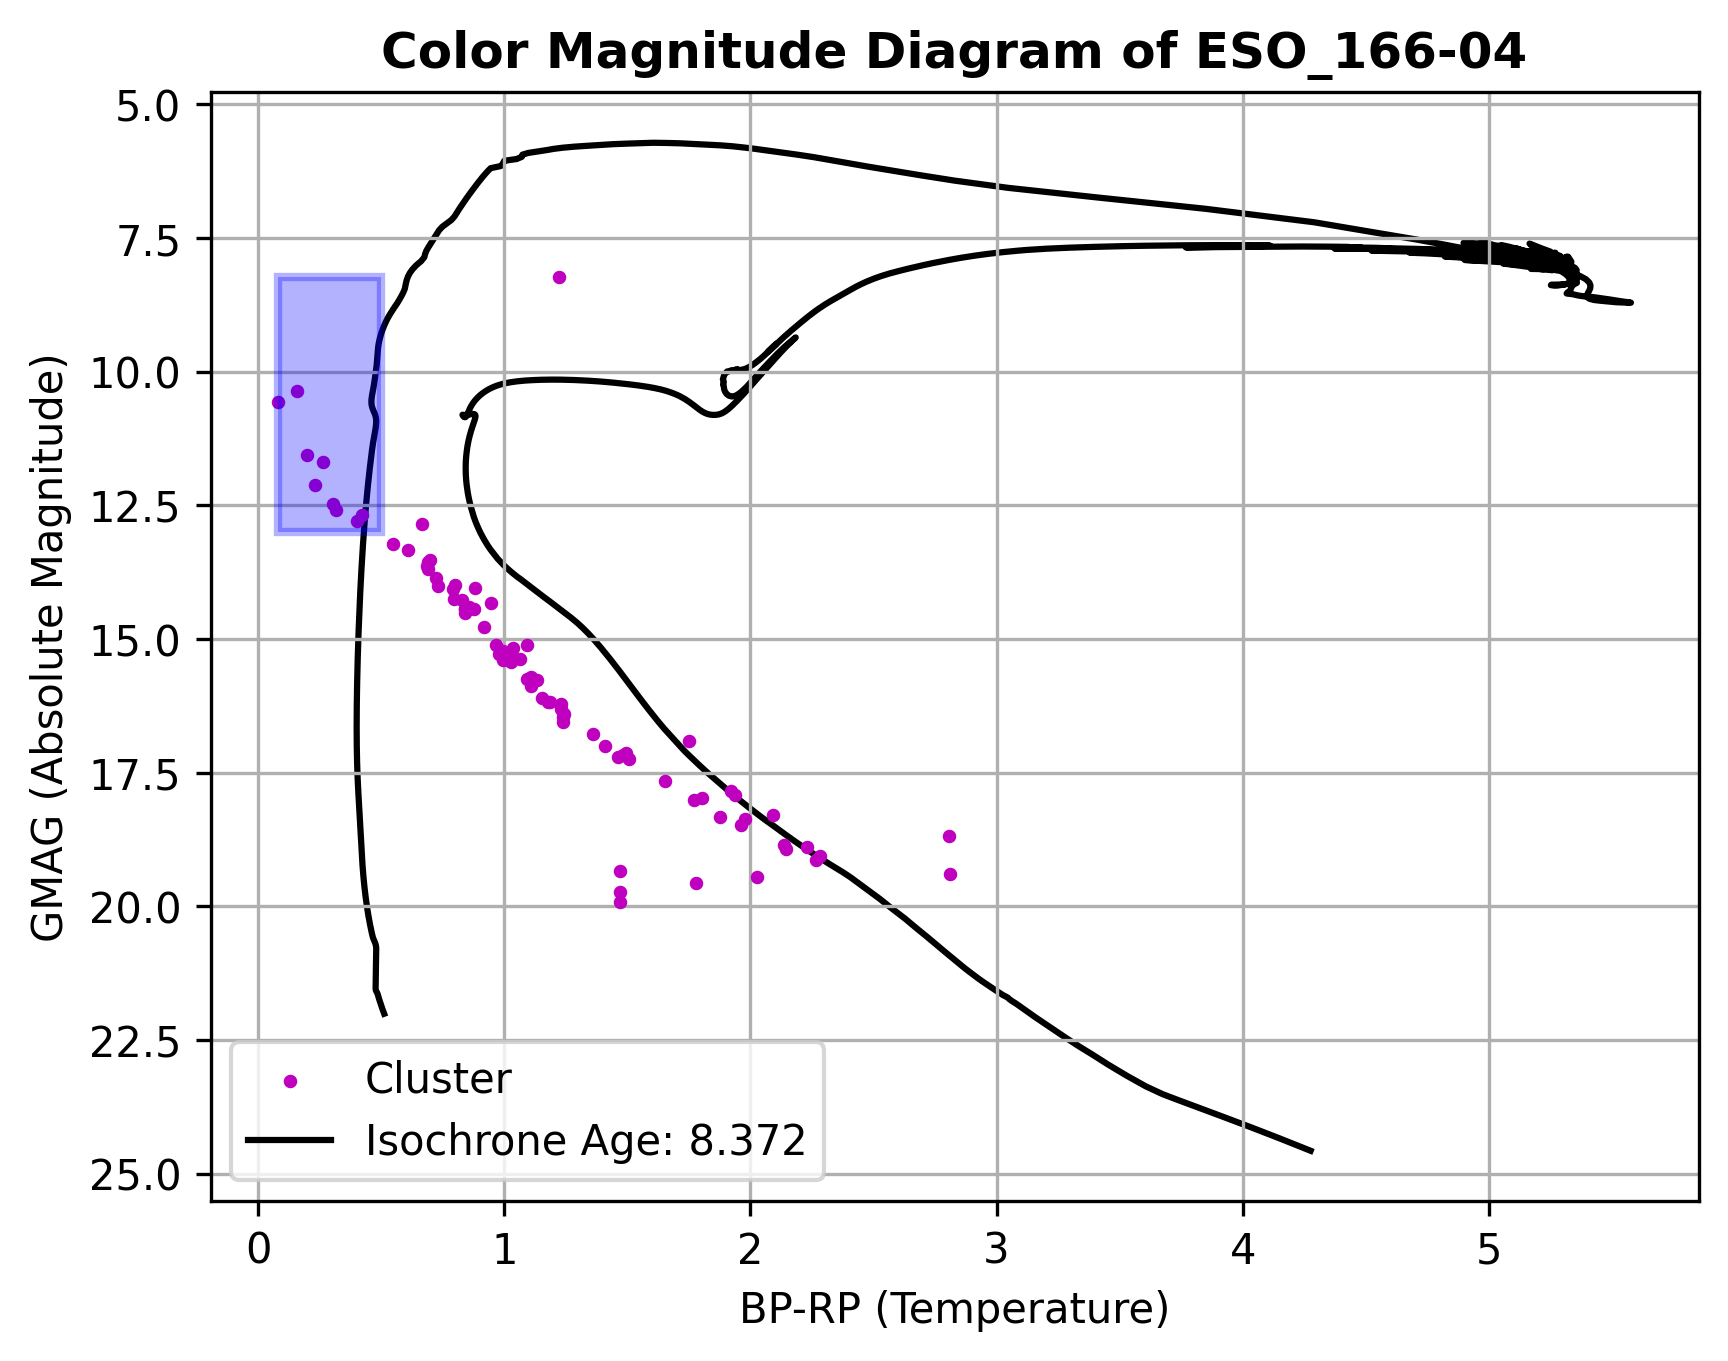 Color Magnitude Diagram of ESO_166-04
GMAG (Absolute Magnitude)
5.0
7.5
10.0
12.5
15.0
17.5
20.0
22.5
25.0
Cluster
Isochrone Age: 8.372
0 1 2 3 4 5
BP-RP (Temperature)